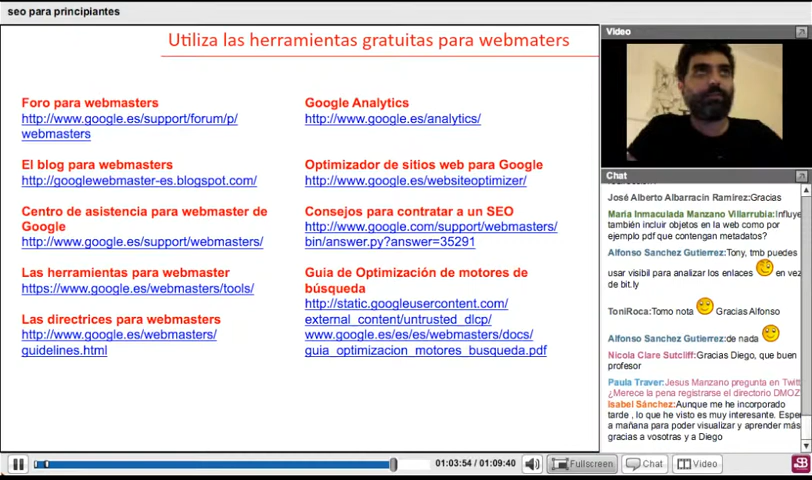 seo para principiantes
Utiliza las herramientas gratuitas para webmaters
Foro para webmasters
http://www.google.es/support/forum/p/
webmasters
El blog para webmasters
http://googlewebmaster-es.blogspot.com/
Centro de asistencia para webmaster de
Google
http://www.google.es/support/webmasters/
Las herramientas para webmaster
https://www.google.es/webmasters/tools/
Las directrices para webmasters
http://www.google.es/webmasters/
guidelines.html
Google Analytics
http://www.google.es/analytics/
Optimizador de sitios web para Google
http://www.google.es/websiteoptimizer/
Consejos para contratar a un SEO
http://www.google.com/support/webmasters/
bin/answer.py?answer=35291
Guia de Optimización de motores de
búsqueda
http://static.googleusercontent.com/
external_content/untrusted_dlcp/
www.google.es/es/es/webmasters/docs/
guia_optimizacion_motores_busqueda.pdf
Video
Chat
José Alberto Albarracin Ramirez:Gracias
Maria Inmaculada Manzano Villarrubia:Influye
también incluir objetos en la web como por
ejemplo pdf que contengan metadatos?
Alfonso Sanchez Gutierrez:Tony, tmb puedes
usar visibil para analizar los enlaces en vez
de bit.ly
ToniRoca:Tomo nota Gracias Alfonso
Alfonso Sanchez Gutierrez:de nada
Nicola Clare Sutcliff:Gracias Diego, que buen
profesor
Paula Traver:Jesus Manzano pregunta en Twitt
¿Merece la pena registrarse el directorio DMOZ
Isabel Sánchez:Aunque me he incorporado
tarde , lo que he visto es muy interesante. Esper
a mañana para poder visualizar y aprender más
gracias a vosotras y a Diego
01:03:54 / 01:09:40
Fullscreen
Chat
Video